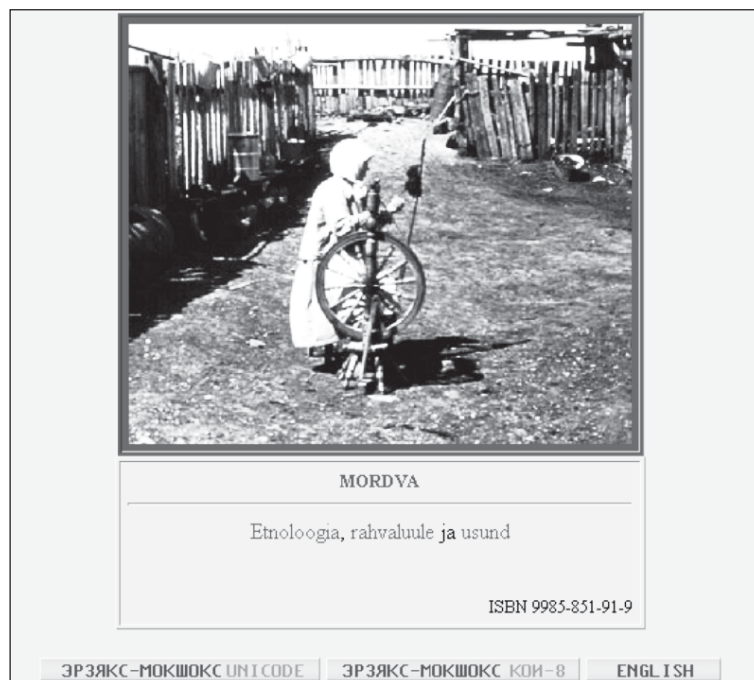 MORDVA
Etnoloogia, rahvaluule ja usund
ISBN 9985-851-91-9
ЭРЗЯКС-МОКШОКС UNICODE ЭРЗЯКС-МОКШОКС КОИ-8 ENGLISH